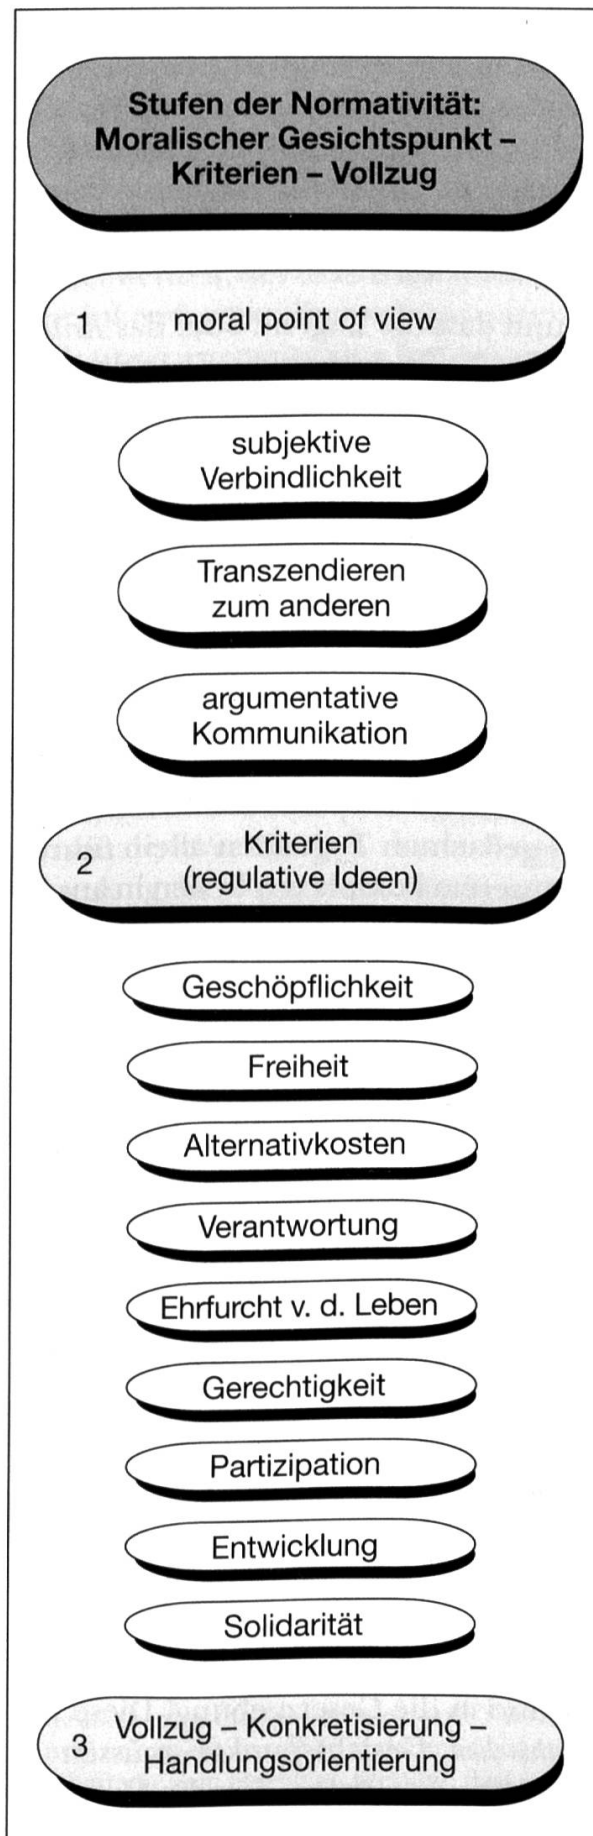 Stufen der Normativität:
Moralischer Gesichtspunkt –
Kriterien – Vollzug
1 moral point of view
subjektive
Verbindlichkeit
Transzendieren
zum anderen
argumentative
Kommunikation
2 Kriterien
(regulative Ideen)
Geschöpflichkeit
Freiheit
Alternativkosten
Verantwortung
Ehrfurcht v. d. Leben
Gerechtigkeit
Partizipation
Entwicklung
Solidarität
3 Vollzug – Konkretisierung –
Handlungsorientierung